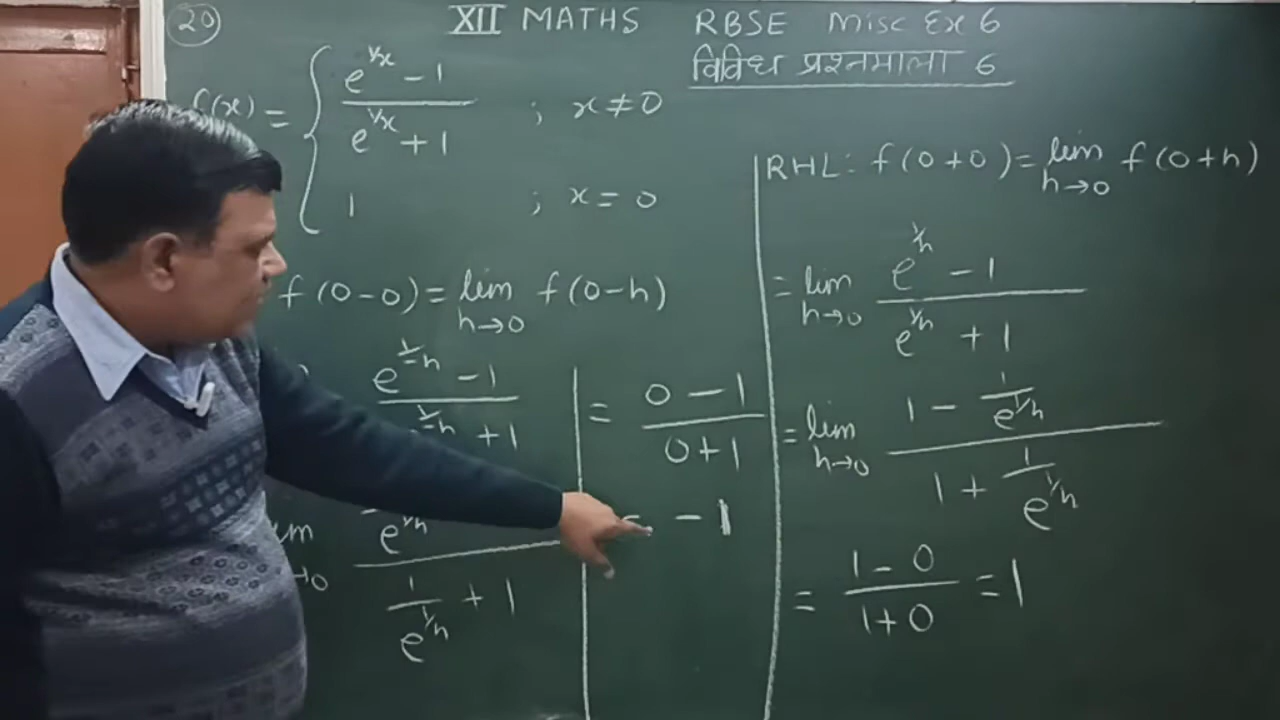 20
XII MATHS RBSE Misc Ex 6
विविध प्रश्नमाला 6
f(x) = { (e^(1/x) - 1) / (e^(1/x) + 1) ; x ≠ 0
1 ; x = 0
f(0-0) = lim h→0 f(0-h)
(e^(1/-h) - 1) / (e^(1/-h) + 1)
(1/e^(1/h) + 1)
= (0 - 1) / (0 + 1)
= -1
RHL: f(0+0) = lim h→0 f(0+h)
= lim h→0 (e^(1/h) - 1) / (e^(1/h) + 1)
= lim h→0 (1 - 1/e^(1/h)) / (1 + 1/e^(1/h))
= (1 - 0) / (1 + 0) = 1